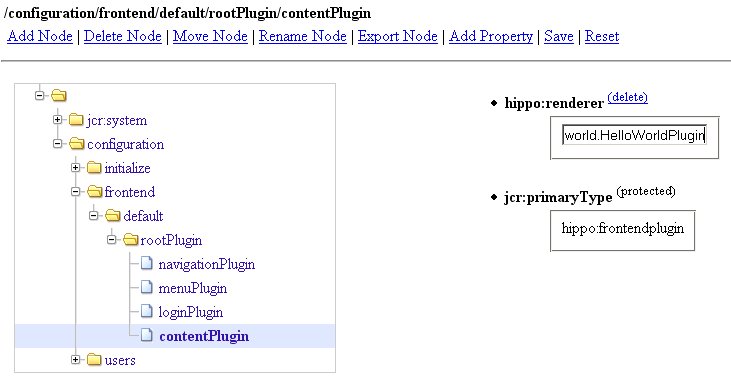 /configuration/frontend/default/rootPlugin/contentPlugin
Add Node | Delete Node | Move Node | Rename Node | Export Node | Add Property | Save | Reset
jcr:system
configuration
initialize
frontend
default
rootPlugin
navigationPlugin
menuPlugin
loginPlugin
contentPlugin
users
hippo:renderer (delete)
world.HelloWorldPlugin
jcr:primaryType (protected)
hippo:frontendplugin